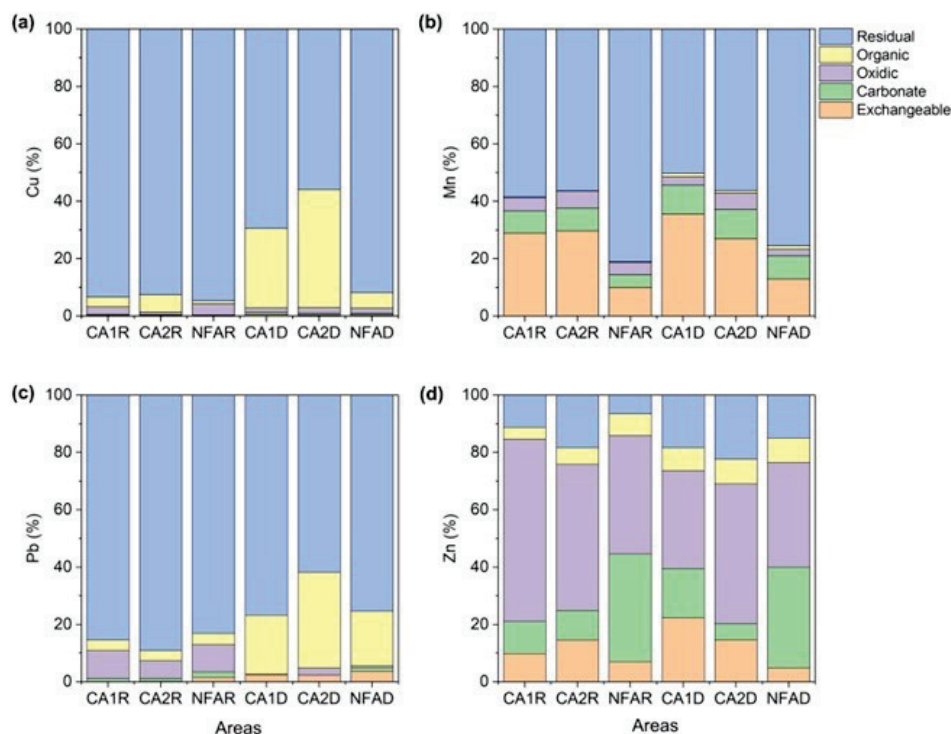 (a)
100
80
60
40
20
0
Cu (%)
CA1R CA2R NFAR CA1D CA2D NFAD
(b)
100
80
60
40
20
0
Mn (%)
CA1R CA2R NFAR CA1D CA2D NFAD
Residual
Organic
Oxidic
Carbonate
Exchangeable
(c)
100
80
60
40
20
0
Pb (%)
CA1R CA2R NFAR CA1D CA2D NFAD
Areas
(d)
100
80
60
40
20
0
Zn (%)
CA1R CA2R NFAR CA1D CA2D NFAD
Areas